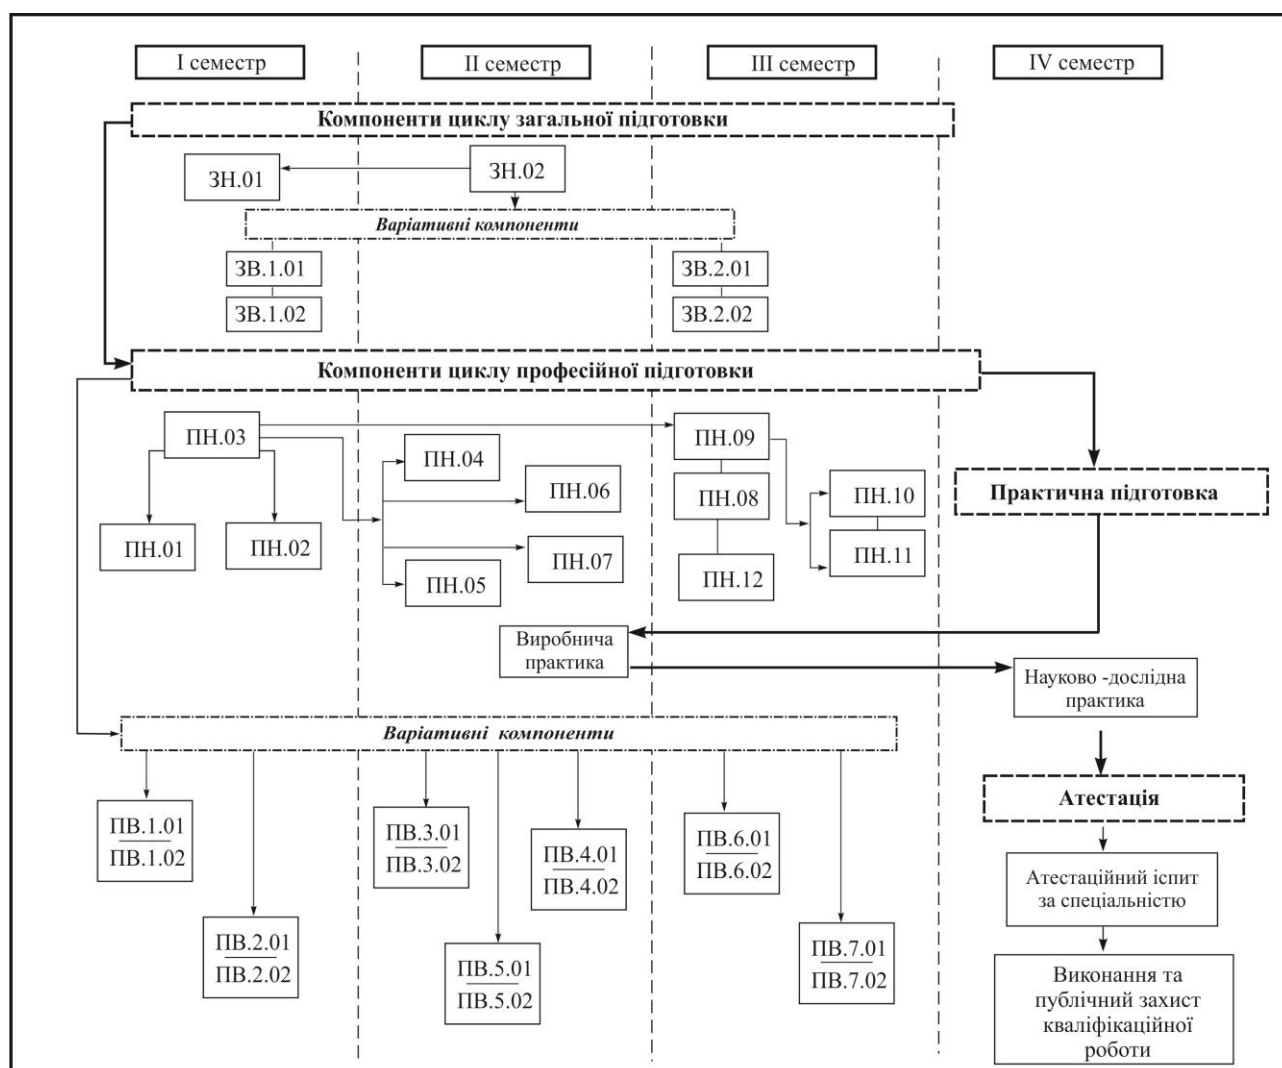 І семестр
ІІ семестр
ІІІ семестр
IV семестр
Компоненти циклу загальної підготовки
ЗН.01
ЗН.02
Варіативні компоненти
ЗВ.1.01
ЗВ.2.01
ЗВ.1.02
ЗВ.2.02
Компоненти циклу професійної підготовки
ПН.03
ПН.09
ПН.04
ПН.06
ПН.08
ПН.10
Практична підготовка
ПН.01
ПН.02
ПН.07
ПН.11
ПН.05
ПН.12
Виробнича
практика
Науково -дослідна
практика
Варіативні компоненти
Атестація
ПВ.1.01
ПВ.1.02
ПВ.3.01
ПВ.3.02
ПВ.4.01
ПВ.4.02
ПВ.6.01
ПВ.6.02
Атестаційний іспит
за спеціальністю
ПВ.2.01
ПВ.2.02
ПВ.5.01
ПВ.5.02
ПВ.7.01
ПВ.7.02
Виконання та
публічний захист
кваліфікаційної
роботи